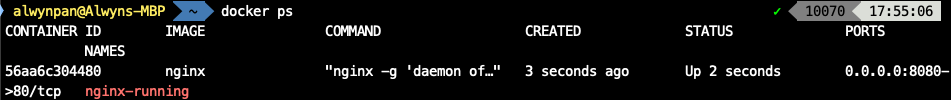 alwynpan@Alwyns-MBP ~ docker ps ✓ 10070 17:55:06
CONTAINER ID IMAGE COMMAND CREATED STATUS PORTS
NAMES
56aa6c304480 nginx "nginx -g 'daemon of…" 3 seconds ago Up 2 seconds 0.0.0.0:8080-
>80/tcp nginx-running